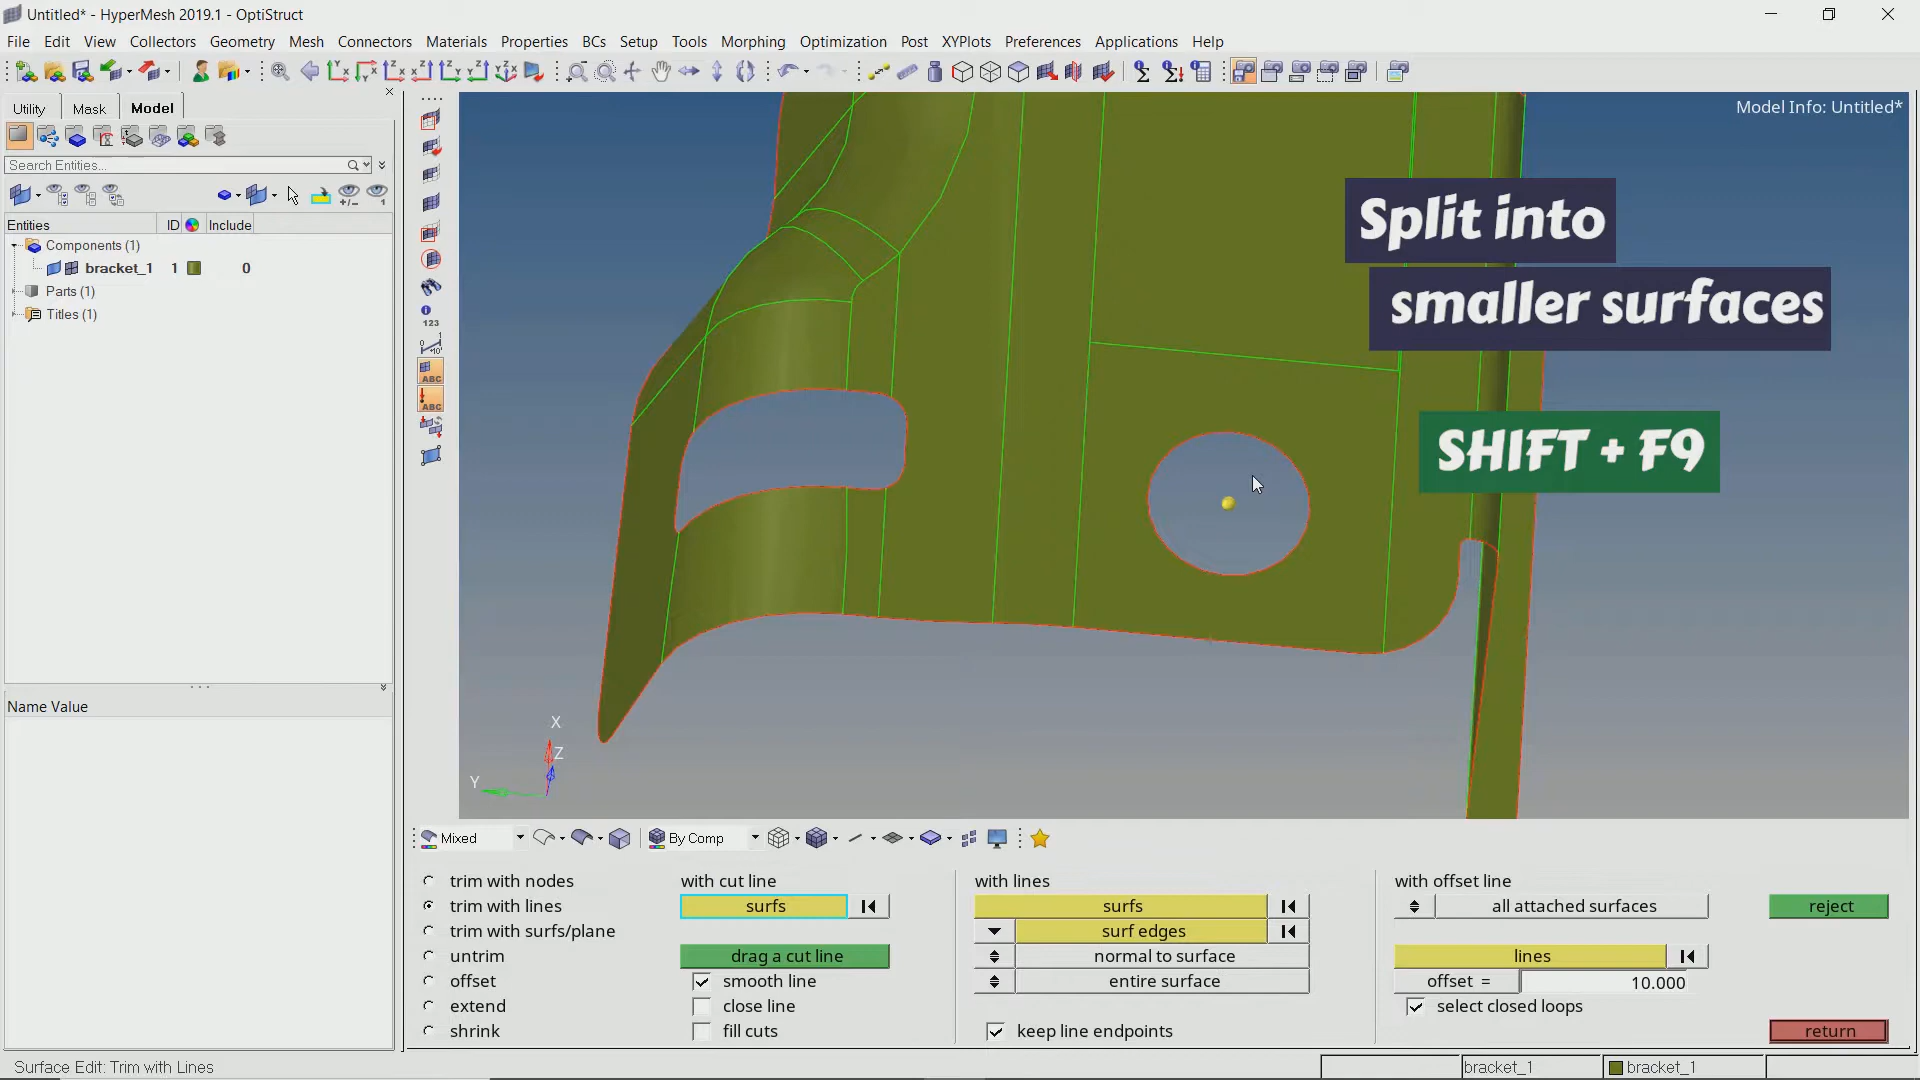 Untitled* - HyperMesh 2019.1 - OptiStruct
File Edit View Collectors Geometry Mesh Connectors Materials Properties BCs Setup Tools Morphing Optimization Post XYPlots Preferences Applications Help
Utility Mask Model
Search Entities...
Entities ID Include
Components (1)
bracket_1 1 0
Parts (1)
Titles (1)
Name Value
Model Info: Untitled*
Split into
smaller surfaces
SHIFT + F9
123
ABC
ABC
X
Z
Y
Mixed By Comp
trim with nodes
trim with lines
trim with surfs/plane
untrim
offset
extend
shrink
with cut line
surfs
drag a cut line
smooth line
close line
fill cuts
with lines
surfs
surf edges
normal to surface
entire surface
keep line endpoints
with offset line
all attached surfaces
lines
offset = 10.000
select closed loops
reject
return
Surface Edit: Trim with Lines
bracket_1 bracket_1